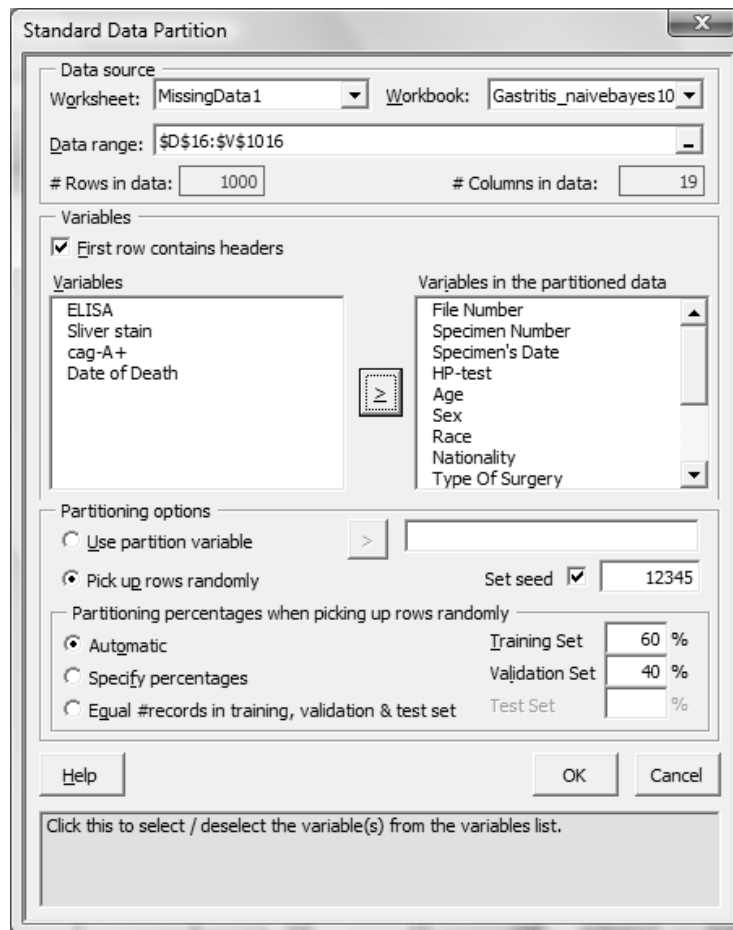 Standard Data Partition
X
Data source
Worksheet: MissingData1 Workbook: Gastritis_naivebayes10
Data range: $D$16:$V$1016
# Rows in data: 1000 # Columns in data: 19
Variables
First row contains headers
Variables Variables in the partitioned data
ELISA File Number
Sliver stain Specimen Number
cag-A+ Specimen's Date
Date of Death HP-test
≥ Age
Sex
Race
Nationality
Type Of Surgery
Partitioning options
Use partition variable >
Pick up rows randomly Set seed 12345
Partitioning percentages when picking up rows randomly
Automatic Training Set 60 %
Specify percentages Validation Set 40 %
Equal #records in training, validation & test set Test Set %
Help OK Cancel
Click this to select / deselect the variable(s) from the variables list.